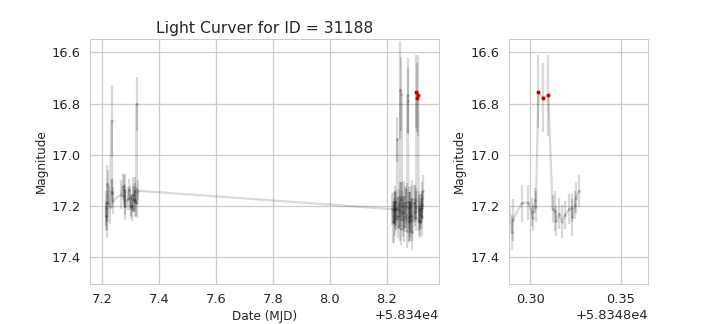 Light Curver for ID = 31188
16.6
16.8
17.0
17.2
17.4
Magnitude
7.2 7.4 7.6 7.8 8.0 8.2
Date (MJD)
+5.834e4
16.6
16.8
17.0
17.2
17.4
Magnitude
0.30 0.35
+5.8348e4